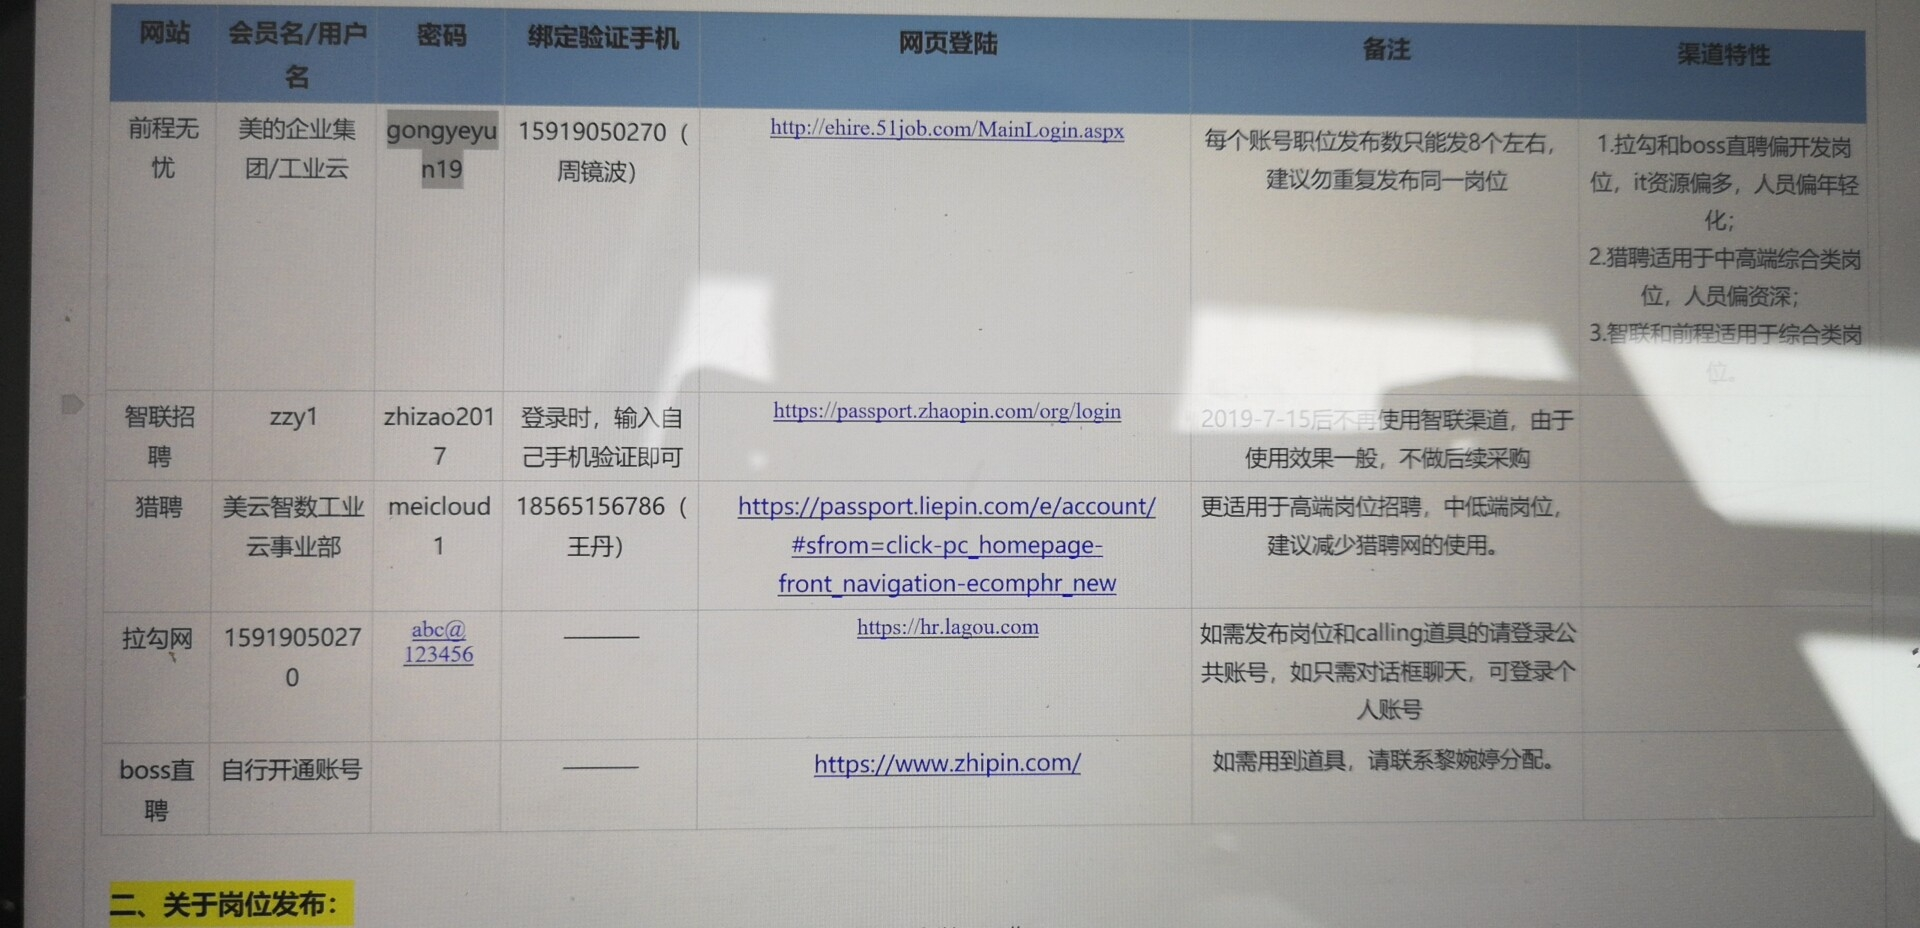 网站 会员名/用户名 密码 绑定验证手机 网页登陆 备注 渠道特性
前程无
忧
美的企业集
团/工业云
gongyeyu
n19
15919050270（
周镜波）
http://ehire.51job.com/MainLogin.aspx
每个账号职位发布数只能发8个左右，
建议勿重复发布同一岗位
1.拉勾和boss直聘偏开发岗
位，it资源偏多，人员偏年轻
化；
2.猎聘适用于中高端综合类岗
位，人员偏资深；
3.智联和前程适用于综合类岗
位。
智联招
聘
zzy1
zhizao201
7
登录时，输入自
己手机验证即可
https://passport.zhaopin.com/org/login
2019-7-15后不再使用智联渠道，由于
使用效果一般，不做后续采购
猎聘
美云智数工业
云事业部
meicloud
1
18565156786（
王丹）
https://passport.liepin.com/e/account/
#sfrom=click-pc_homepage-
front_navigation-ecomphr_new
更适用于高端岗位招聘，中低端岗位，
建议减少猎聘网的使用。
拉勾网
1591905027
0
abc@
123456
———
https://hr.lagou.com
如需发布岗位和calling道具的请登录公
共账号，如只需对话框聊天，可登录个
人账号
boss直
聘
自行开通账号
———
https://www.zhipin.com/
如需用到道具，请联系黎婉婷分配。
二、关于岗位发布：